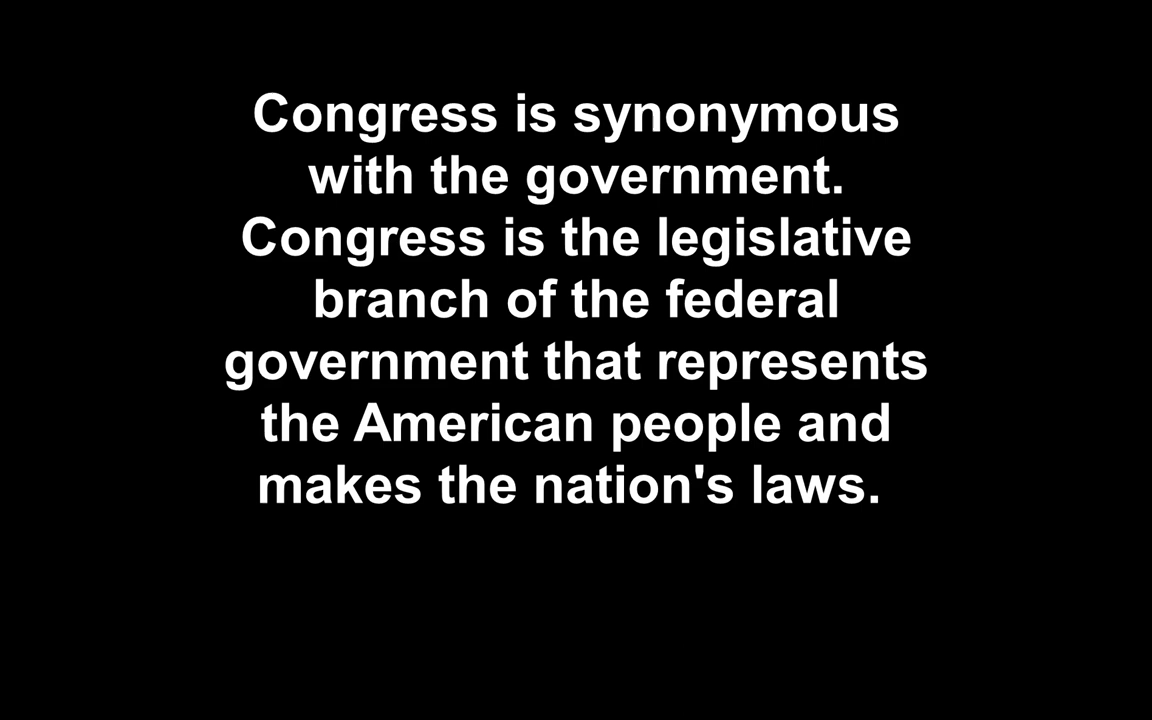 Congress is synonymous
with the government.
Congress is the legislative
branch of the federal
government that represents
the American people and
makes the nation's laws.